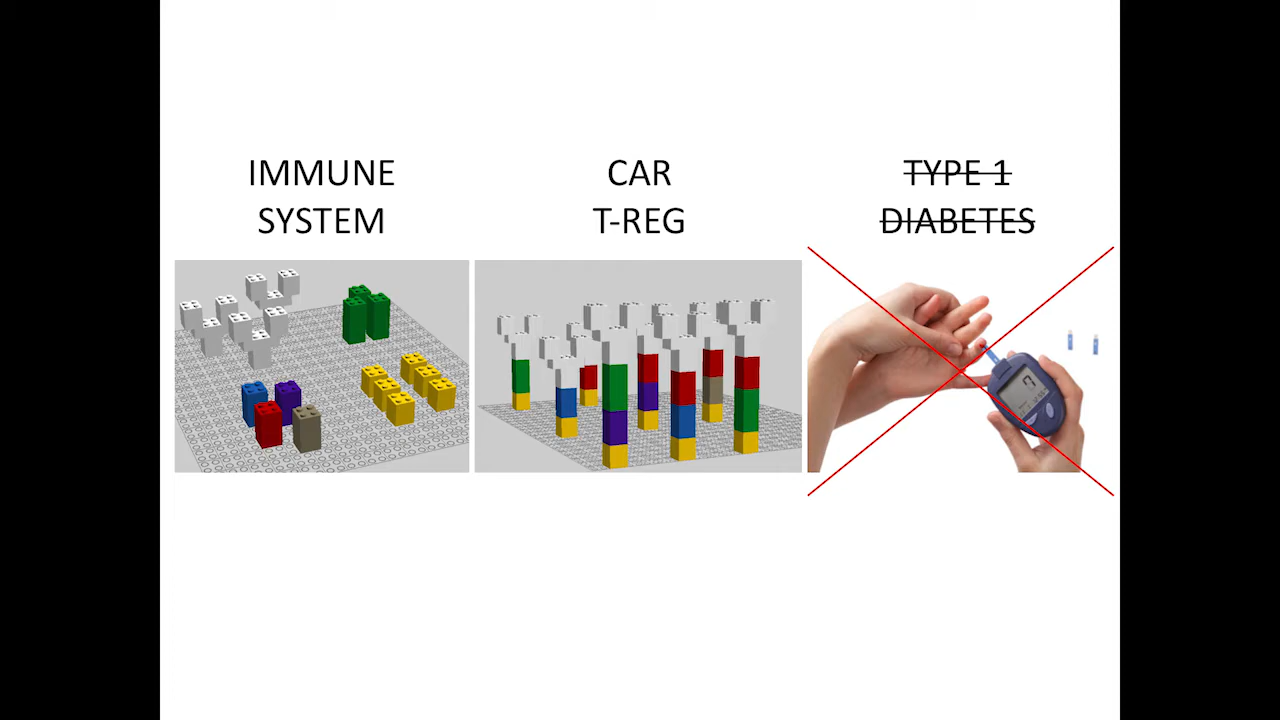 IMMUNE
SYSTEM
CAR
T-REG
TYPE 1
DIABETES